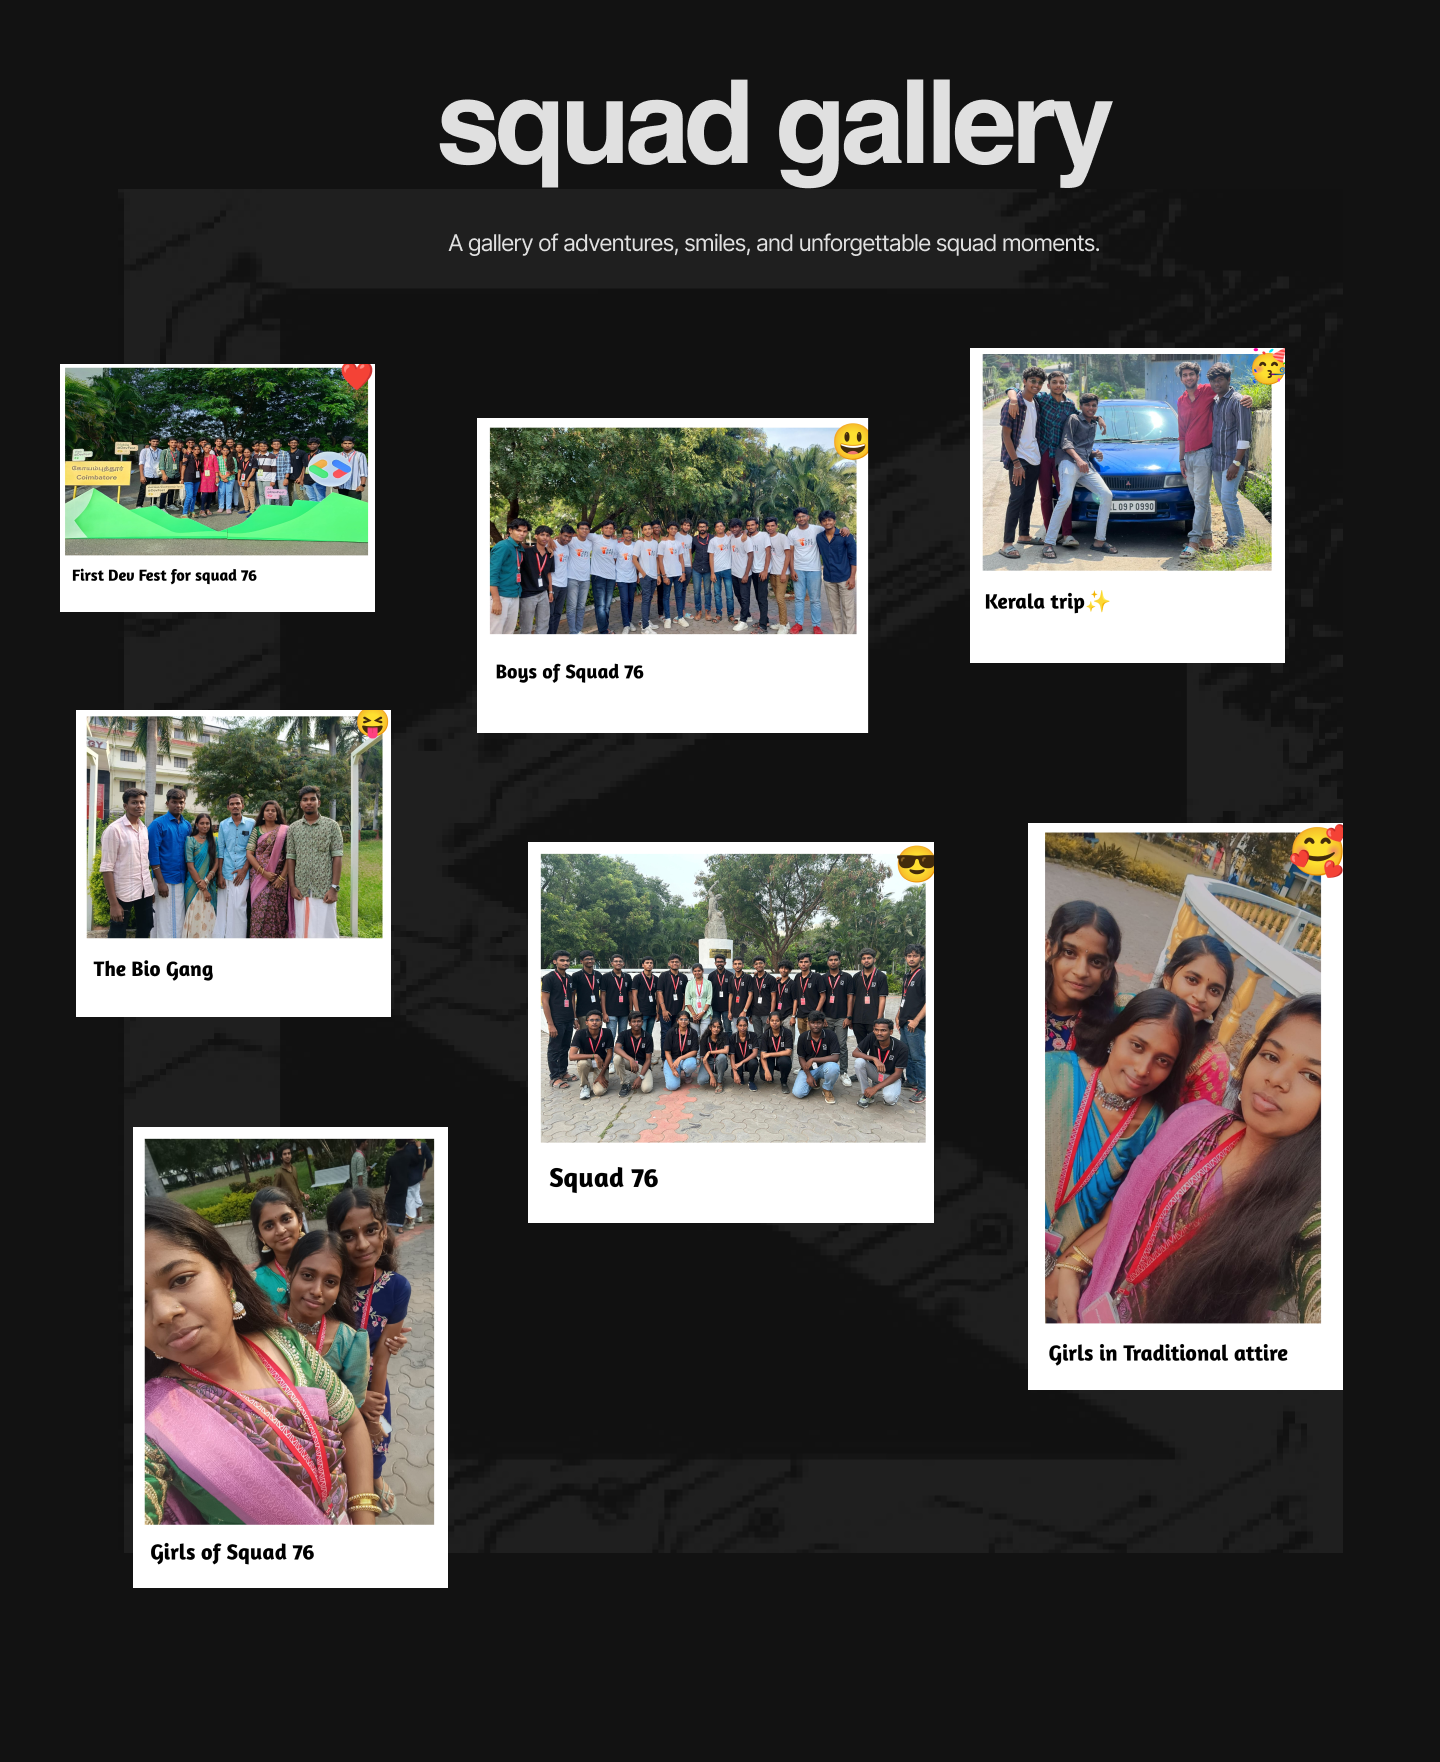 squad gallery
A gallery of adventures, smiles, and unforgettable squad moments.
கோயம்புத்தூர்
Coimbatore
First Dev Fest for squad 76
Boys of Squad 76
L 09 P 0990
Kerala trip✨
GY
The Bio Gang
Squad 76
Girls in Traditional attire
Girls of Squad 76